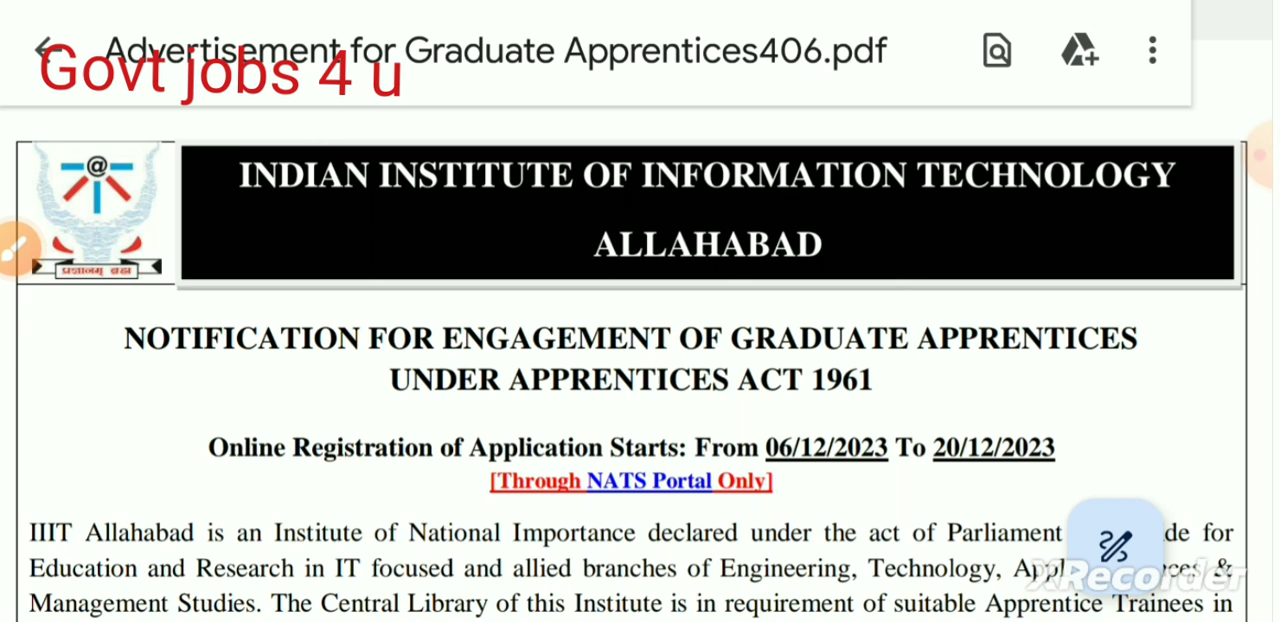 Advertisement for Graduate Apprentices406.pdf
Govt jobs 4 u
@
INDIAN INSTITUTE OF INFORMATION TECHNOLOGY
ALLAHABAD
NOTIFICATION FOR ENGAGEMENT OF GRADUATE APPRENTICES
UNDER APPRENTICES ACT 1961
Online Registration of Application Starts: From 06/12/2023 To 20/12/2023
[Through NATS Portal Only]
IIIT Allahabad is an Institute of National Importance declared under the act of Parliament de for
Education and Research in IT focused and allied branches of Engineering, Technology, Appl nces &
XRecorder
Management Studies. The Central Library of this Institute is in requirement of suitable Apprentice Trainees in